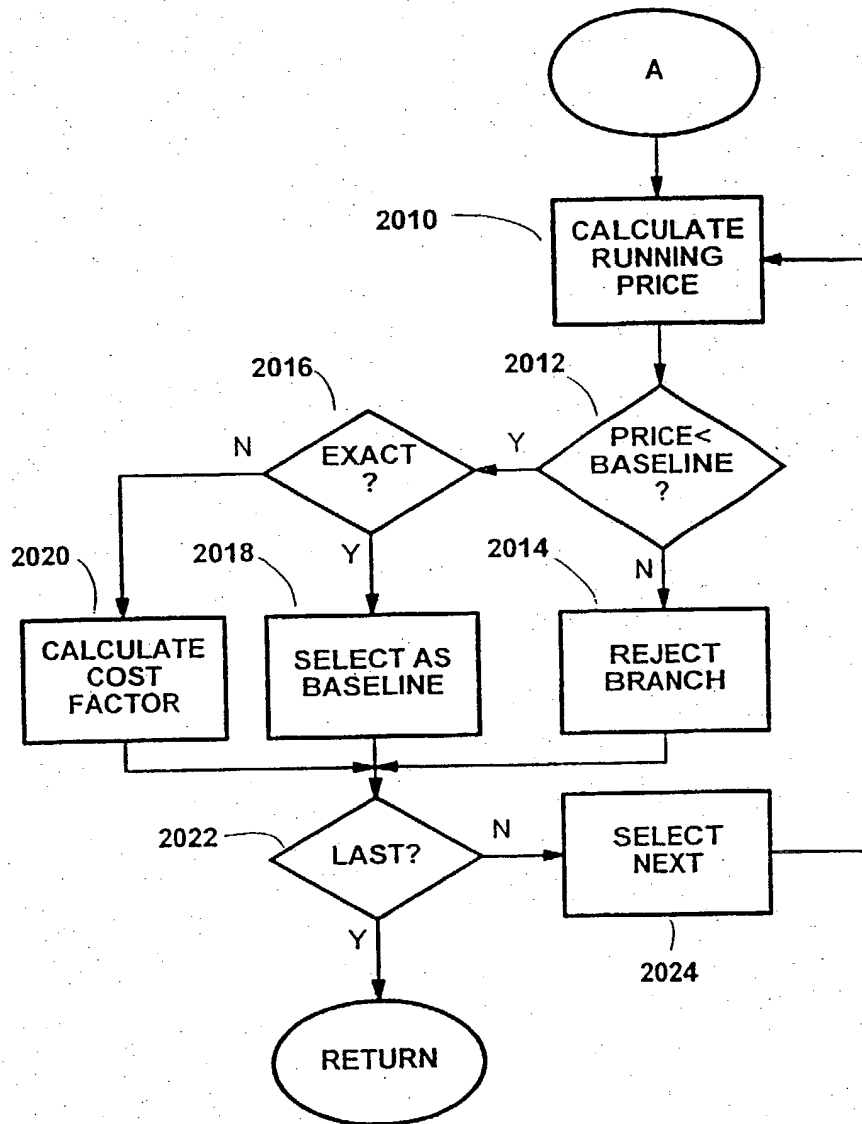 A
2010
CALCULATE
RUNNING
PRICE
2012
PRICE<
BASELINE
?
Y
N
2016
EXACT
?
N
Y
2020
CALCULATE
COST
FACTOR
2018
SELECT AS
BASELINE
2014
REJECT
BRANCH
2022
LAST?
N
Y
SELECT
NEXT
2024
RETURN